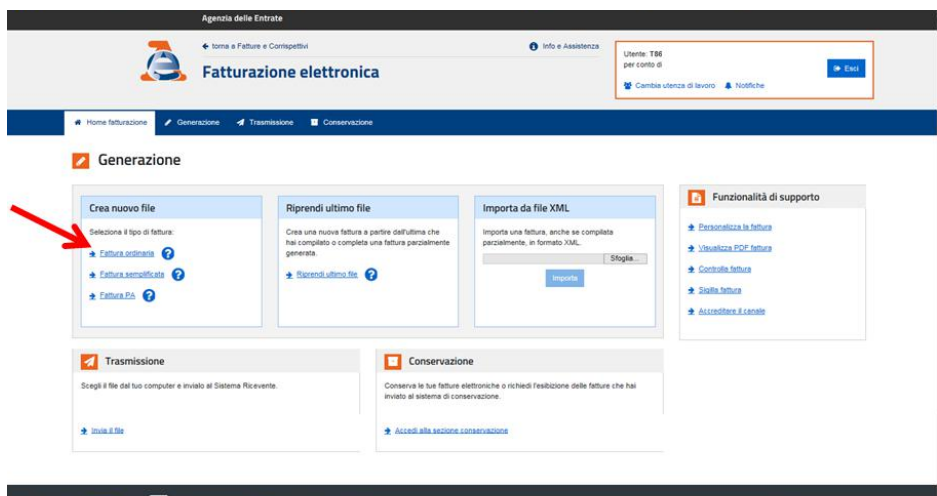 Agenzia delle Entrate
torna a Fatture e Corrispettivi
Info e Assistenza
Fatturazione elettronica
Utente: T86
per conto di
Cambia utenza di lavoro
Notifiche
Esci
Home fatturazione
Generazione
Trasmissione
Conservazione
Generazione
Crea nuovo file
Seleziona il tipo di fattura:
Fattura ordinaria ?
Fattura semplificata ?
Fattura PA ?
Riprendi ultimo file
Crea una nuova fattura a partire dall'ultima che
hai compilato o completa una fattura parzialmente
generata.
Riprendi ultimo file ?
Importa da file XML
Importa una fattura, anche se compilata
parzialmente, in formato XML.
Sfoglia...
Importa
Funzionalità di supporto
Personalizza la fattura
Visualizza PDF fattura
Controlla fattura
Sigilla fattura
Accreditare il canale
Trasmissione
Scegli il file dal tuo computer e invialo al Sistema Ricevente.
Invia il file
Conservazione
Conserva le tue fatture elettroniche o richiedi l'esibizione delle fatture che hai
inviato al sistema di conservazione.
Accedi alla sezione conservazione